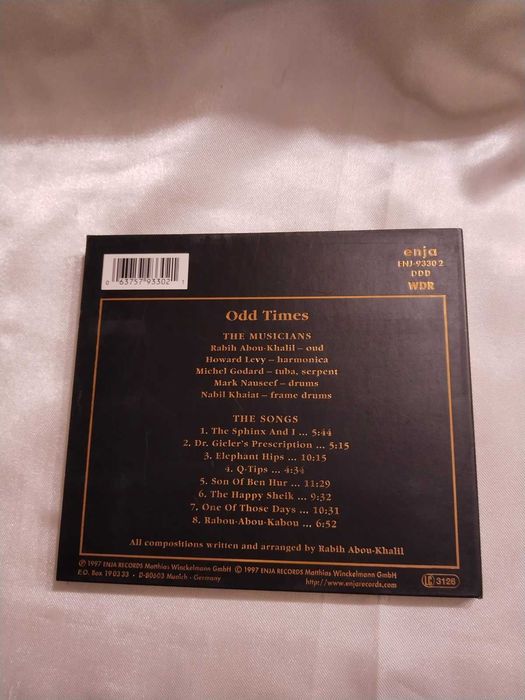 enja
ENJ-9330 2
DDD
WDR
0 63757 93302 1
Odd Times
THE MUSICIANS
Rabih Abou-Khalil – oud
Howard Levy – harmonica
Michel Godard – tuba, serpent
Mark Nauseef – drums
Nabil Khaiat – frame drums
THE SONGS
1. The Sphinx And I ... 5:44
2. Dr. Gieler's Prescription ... 5:15
3. Elephant Hips ... 10:15
4. Q-Tips ... 4:34
5. Son Of Ben Hur ... 11:29
6. The Happy Sheik ... 9:32
7. One Of Those Days ... 10:31
8. Rabou-Abou-Kabou ... 6:52
All compositions written and arranged by Rabih Abou-Khalil
℗ 1997 ENJA RECORDS Matthias Winckelmann GmbH © 1997 ENJA RECORDS Matthias Winckelmann GmbH
P.O. Box 19 03 33 • D-80603 Munich - Germany http://www.enjarecords.com
LC 3126